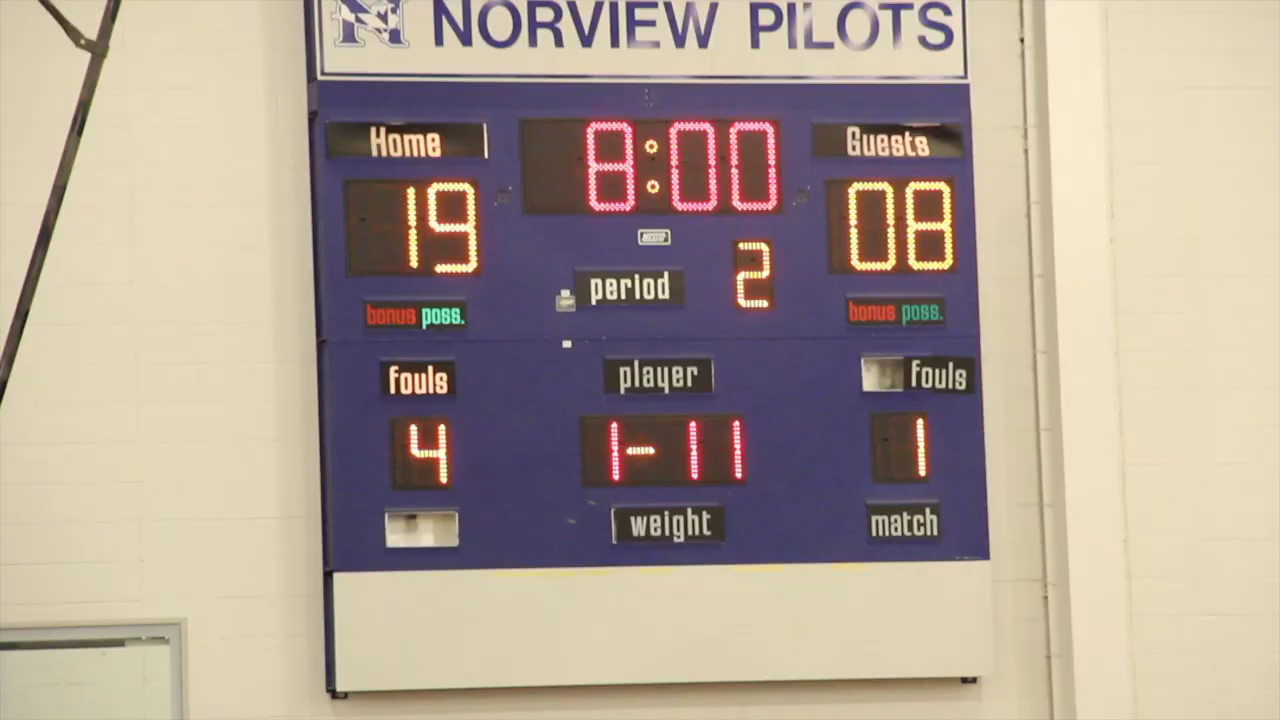 N NORVIEW PILOTS
Home 8:00 Guests
19 08
period 2
bonus poss. bonus poss.
fouls player fouls
4 1-11 1
weight match